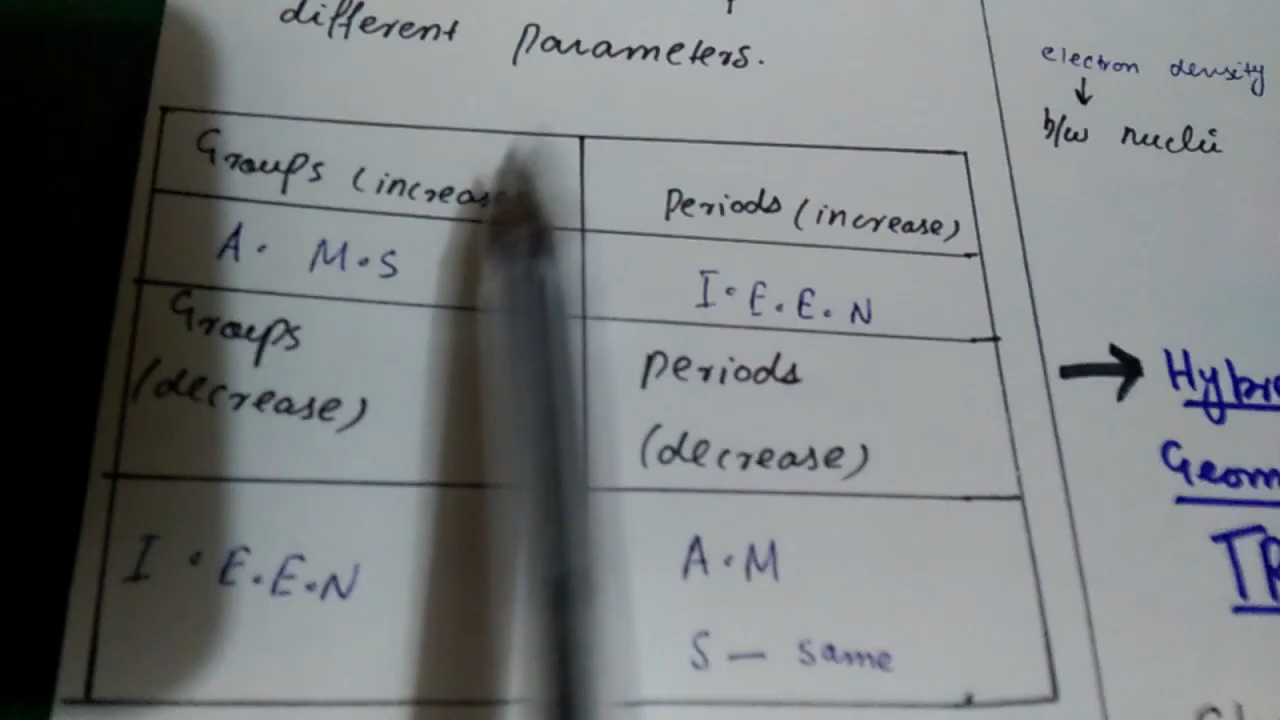 different parameters.
Groups (increase
Periods (increase)
A. M.S
I.E.E.N
Groups
(decrease)
Periods
(decrease)
I.E.E.N
A.M
S — same
electron density
↓
b/w nuclei
→